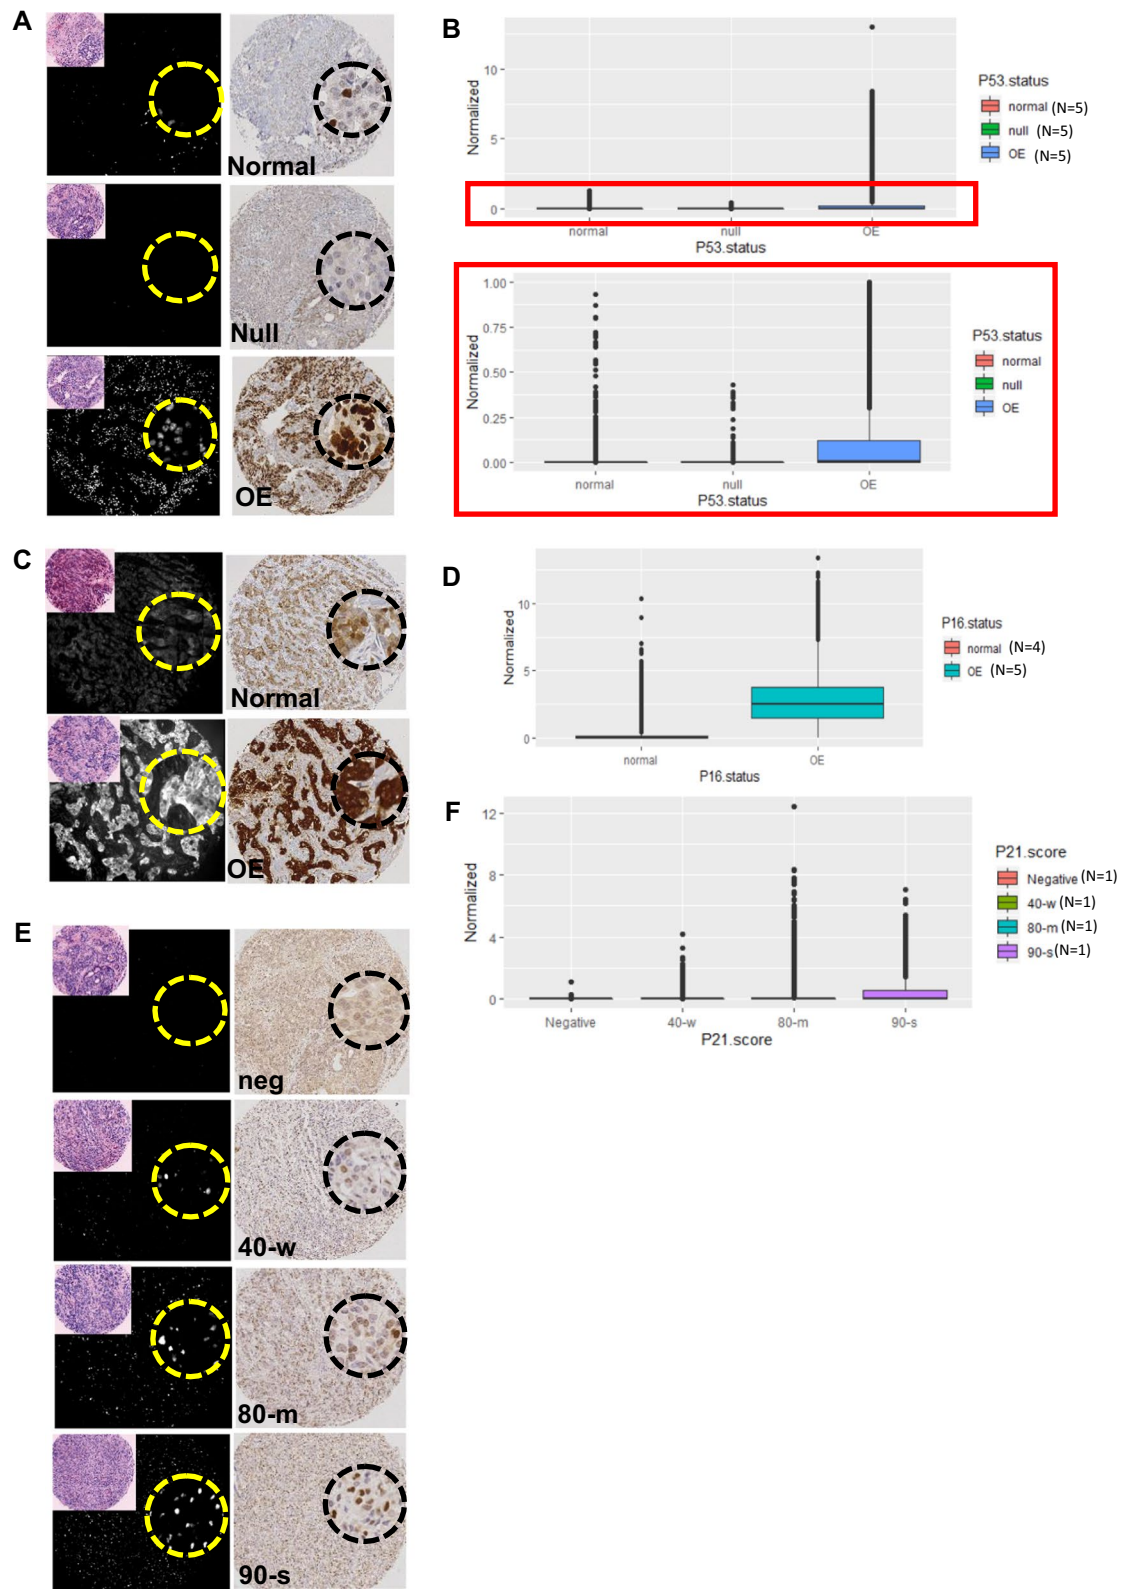 A
Normal
Null
OE
B
Normalized
10
5
0
normal
null
OE
P53.status
P53.status
normal (N=5)
null (N=5)
OE (N=5)
Normalized
1.00
0.75
0.50
0.25
0.00
normal
null
OE
P53.status
P53.status
normal
null
OE
C
Normal
OE
D
Normalized
10
5
0
normal
OE
P16.status
P16.status
normal (N=4)
OE (N=5)
E
neg
40-w
80-m
90-s
F
Normalized
12
8
4
0
Negative
40-w
80-m
90-s
P21.score
P21.score
Negative (N=1)
40-w (N=1)
80-m (N=1)
90-s (N=1)